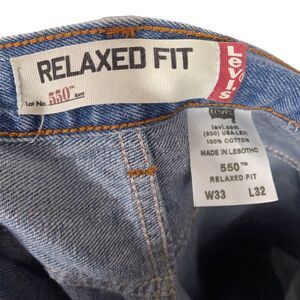 RELAXED FIT
Levi's
Lot No. 550™
LEVI'S
levi.com
(800) USA-LEVI
100% COTTON
MADE IN LESOTHO
550™
RELAXED FIT
W33 L32